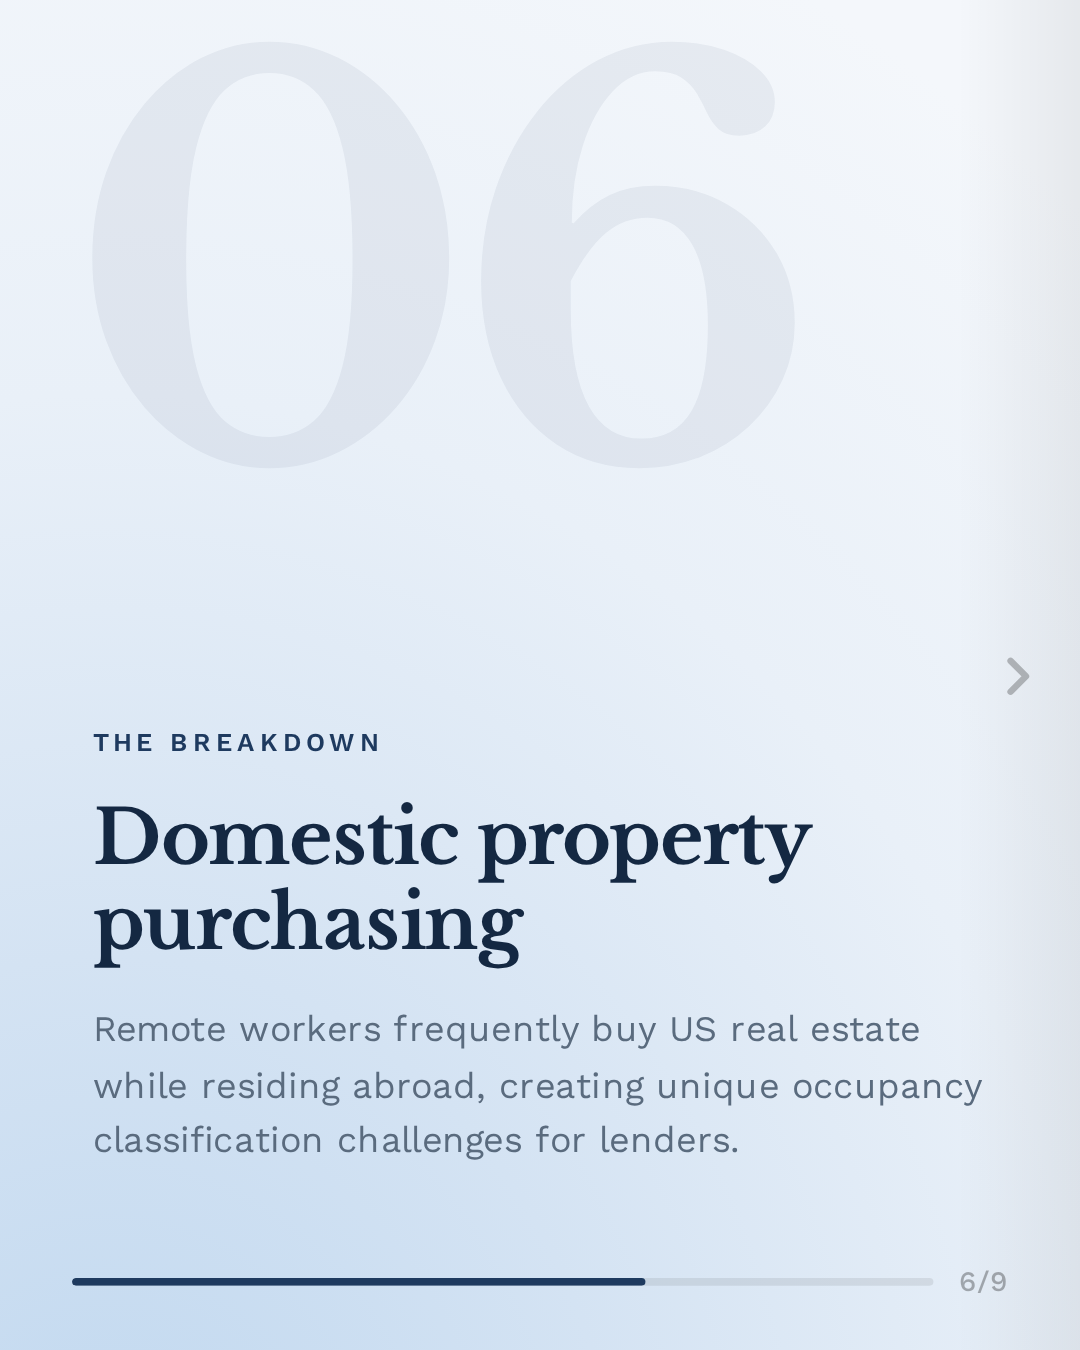 06
THE BREAKDOWN
Domestic property
purchasing
Remote workers frequently buy US real estate
while residing abroad, creating unique occupancy
classification challenges for lenders.
6/9